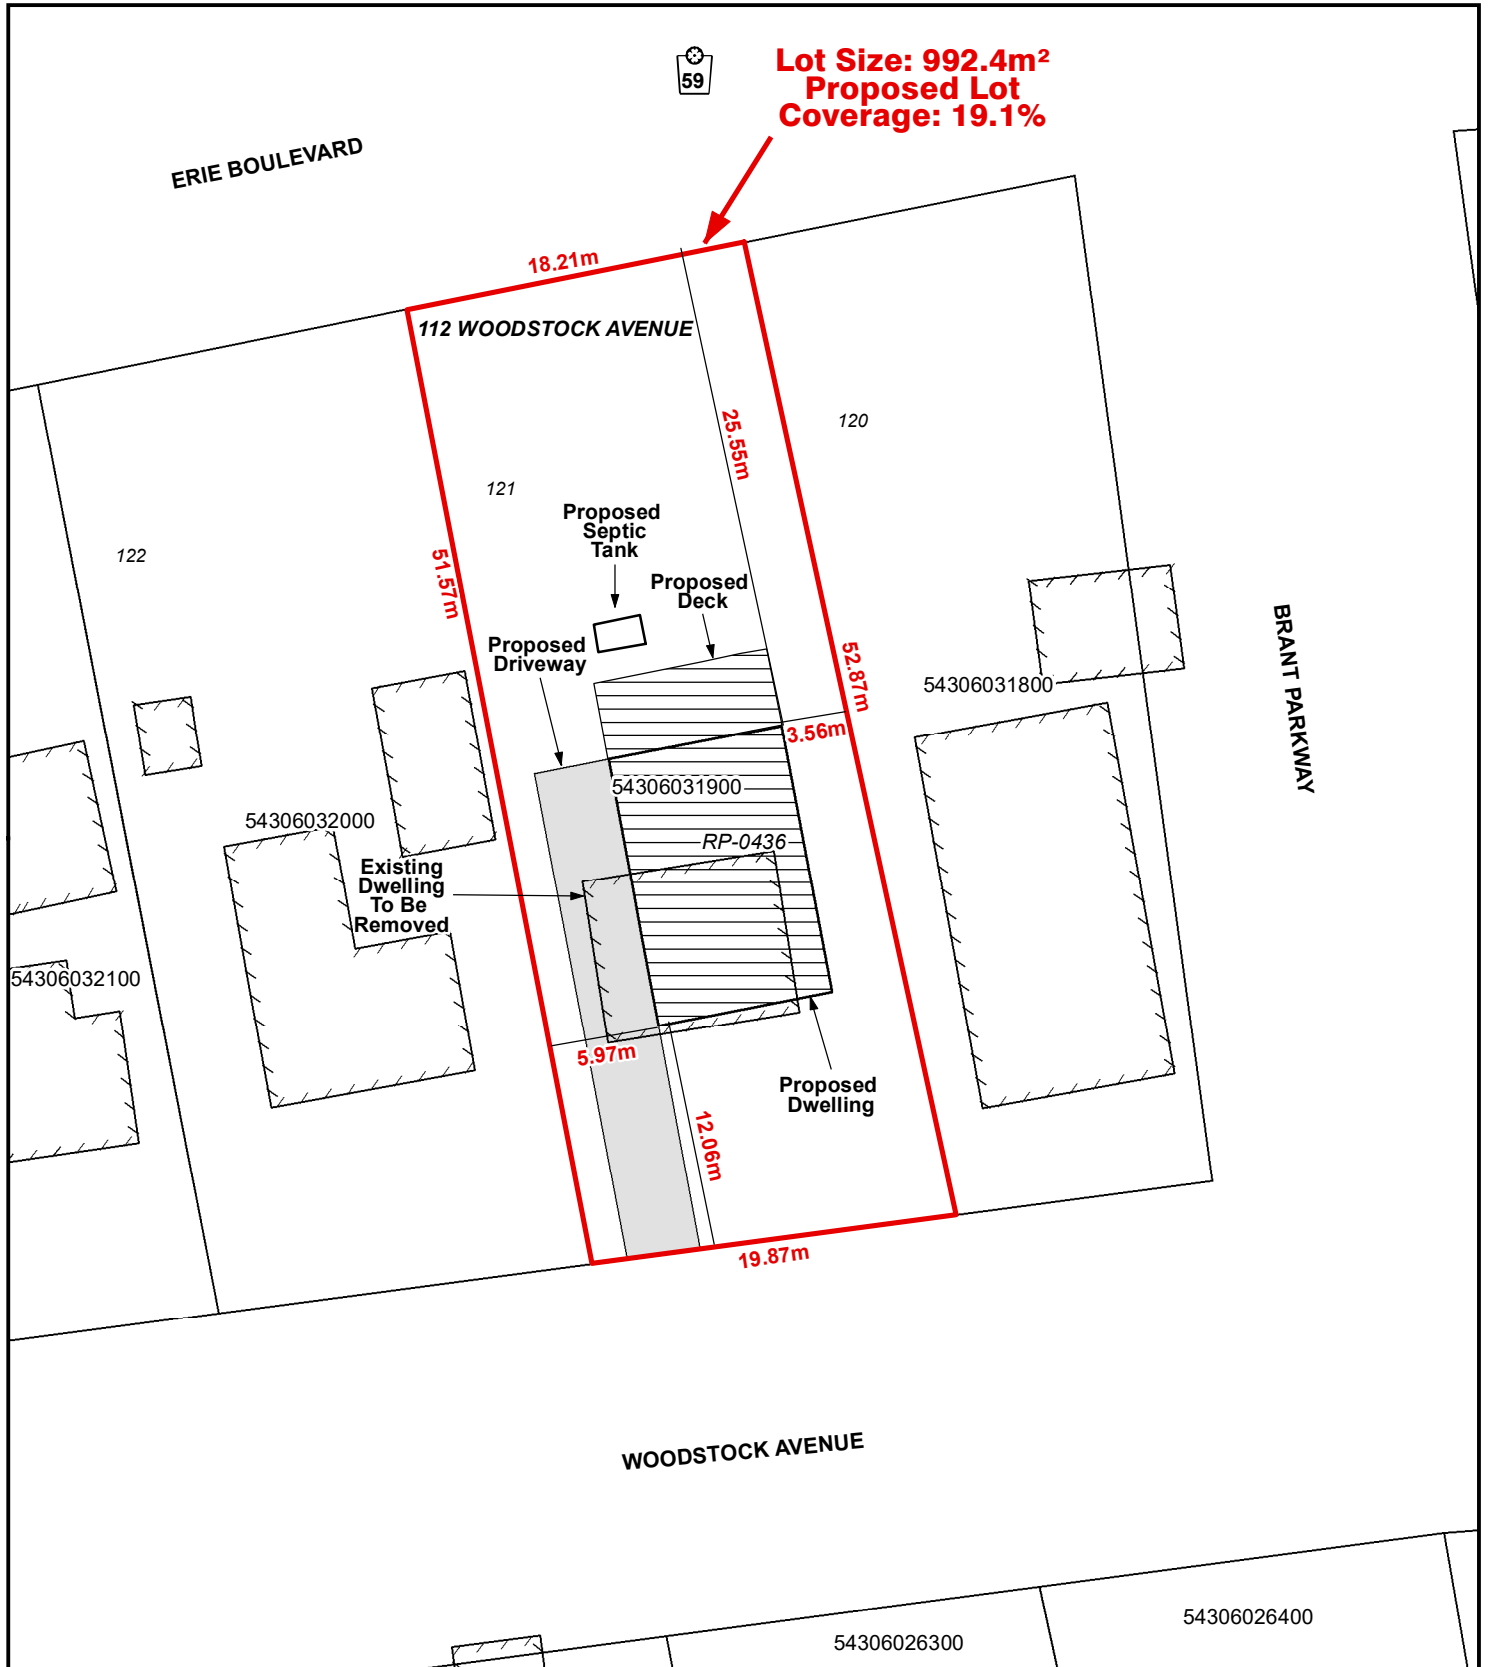 59
Lot Size: 992.4m²
Proposed Lot
Coverage: 19.1%
ERIE BOULEVARD
18.21m
112 WOODSTOCK AVENUE
25.55m
120
121
122
Proposed
Septic
Tank
51.57m
Proposed
Deck
Proposed
Driveway
52.87m
BRANT PARKWAY
54306031800
3.56m
54306031900
54306032000
RP-0436
Existing
Dwelling
To Be
Removed
54306032100
5.97m
Proposed
Dwelling
12.06m
19.87m
WOODSTOCK AVENUE
54306026400
54306026300